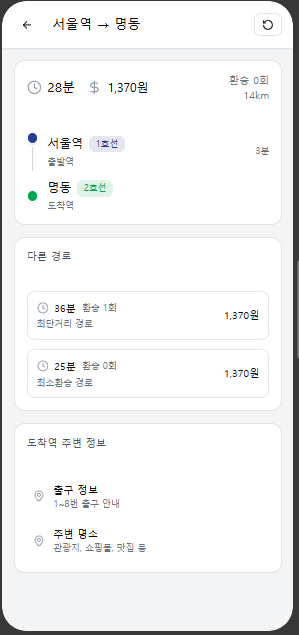 서울역 → 명동
28분 1,370원 환승 0회
14km
서울역 1호선
출발역 3분
명동 2호선
도착역
다른 경로
36분 환승 1회 1,370원
최단거리 경로
25분 환승 0회 1,370원
최소환승 경로
도착역 주변 정보
출구 정보
1~8번 출구 안내
주변 명소
관광지, 쇼핑몰, 맛집 등